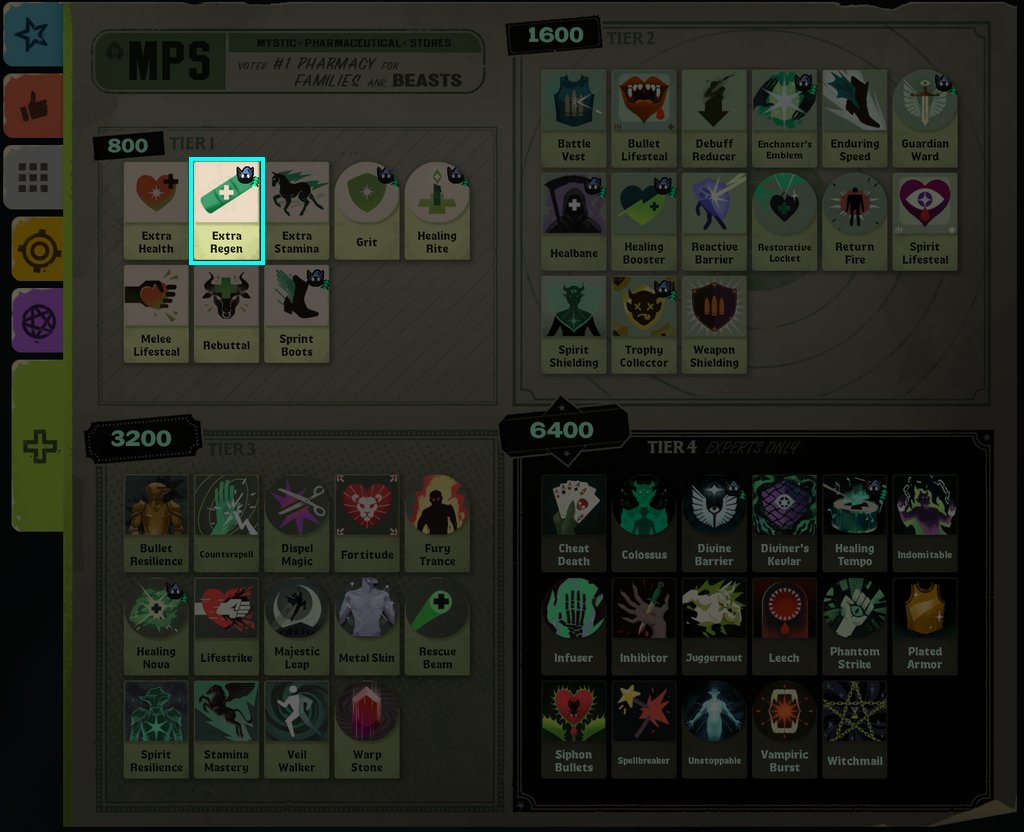 MPS
MYSTIC • PHARMACEUTICAL • STORES
VOTED #1 PHARMACY FOR
FAMILIES AND BEASTS
800
TIER 1
Extra
Health
Extra
Regen
Extra
Stamina
Grit
Healing
Rite
Melee
Lifesteal
Rebuttal
Sprint
Boots
1600
TIER 2
Battle
Vest
Bullet
Lifesteal
Debuff
Reducer
Enchanter's
Emblem
Enduring
Speed
Guardian
Ward
Healbane
Healing
Booster
Reactive
Barrier
Restorative
Locket
Return
Fire
Spirit
Lifesteal
Spirit
Shielding
Trophy
Collector
Weapon
Shielding
3200
TIER 3
Bullet
Resilience
Counterspell
Dispel
Magic
Fortitude
Fury
Trance
Healing
Nova
Lifestrike
Majestic
Leap
Metal Skin
Rescue
Beam
Spirit
Resilience
Stamina
Mastery
Veil
Walker
Warp
Stone
6400
TIER 4 EXPERTS ONLY
Cheat
Death
Colossus
Divine
Barrier
Diviner's
Kevlar
Healing
Tempo
Indomitable
Infuser
Inhibitor
Juggernaut
Leech
Phantom
Strike
Plated
Armor
Siphon
Bullets
Spellbreaker
Unstoppable
Vampiric
Burst
Witchmail